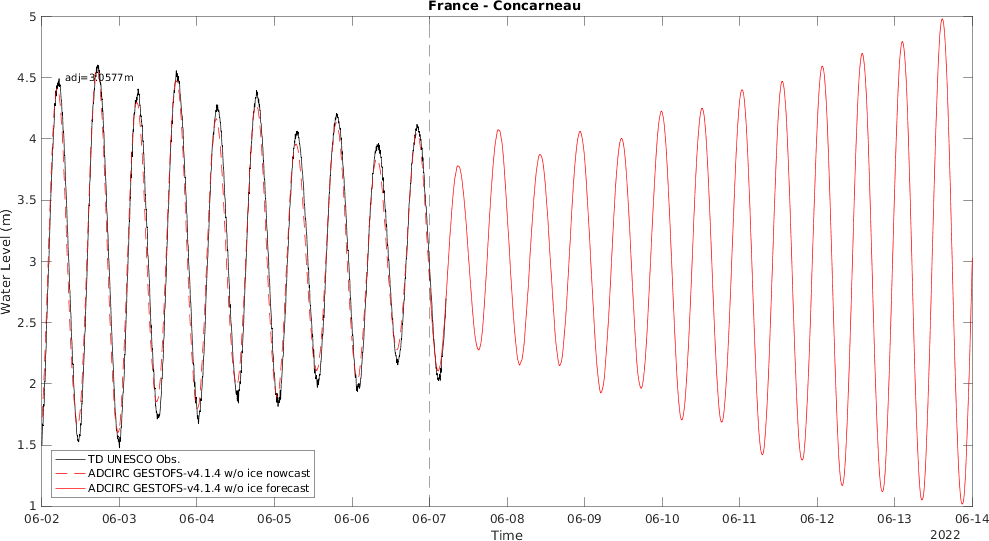 France - Concarneau
adj=3.0577m
5
4.5
4
3.5
3
2.5
2
1.5
1
Water Level (m)
TD UNESCO Obs.
ADCIRC GESTOFS-v4.1.4 w/o ice nowcast
ADCIRC GESTOFS-v4.1.4 w/o ice forecast
06-02 06-03 06-04 06-05 06-06 06-07 06-08 06-09 06-10 06-11 06-12 06-13 06-14
Time
2022